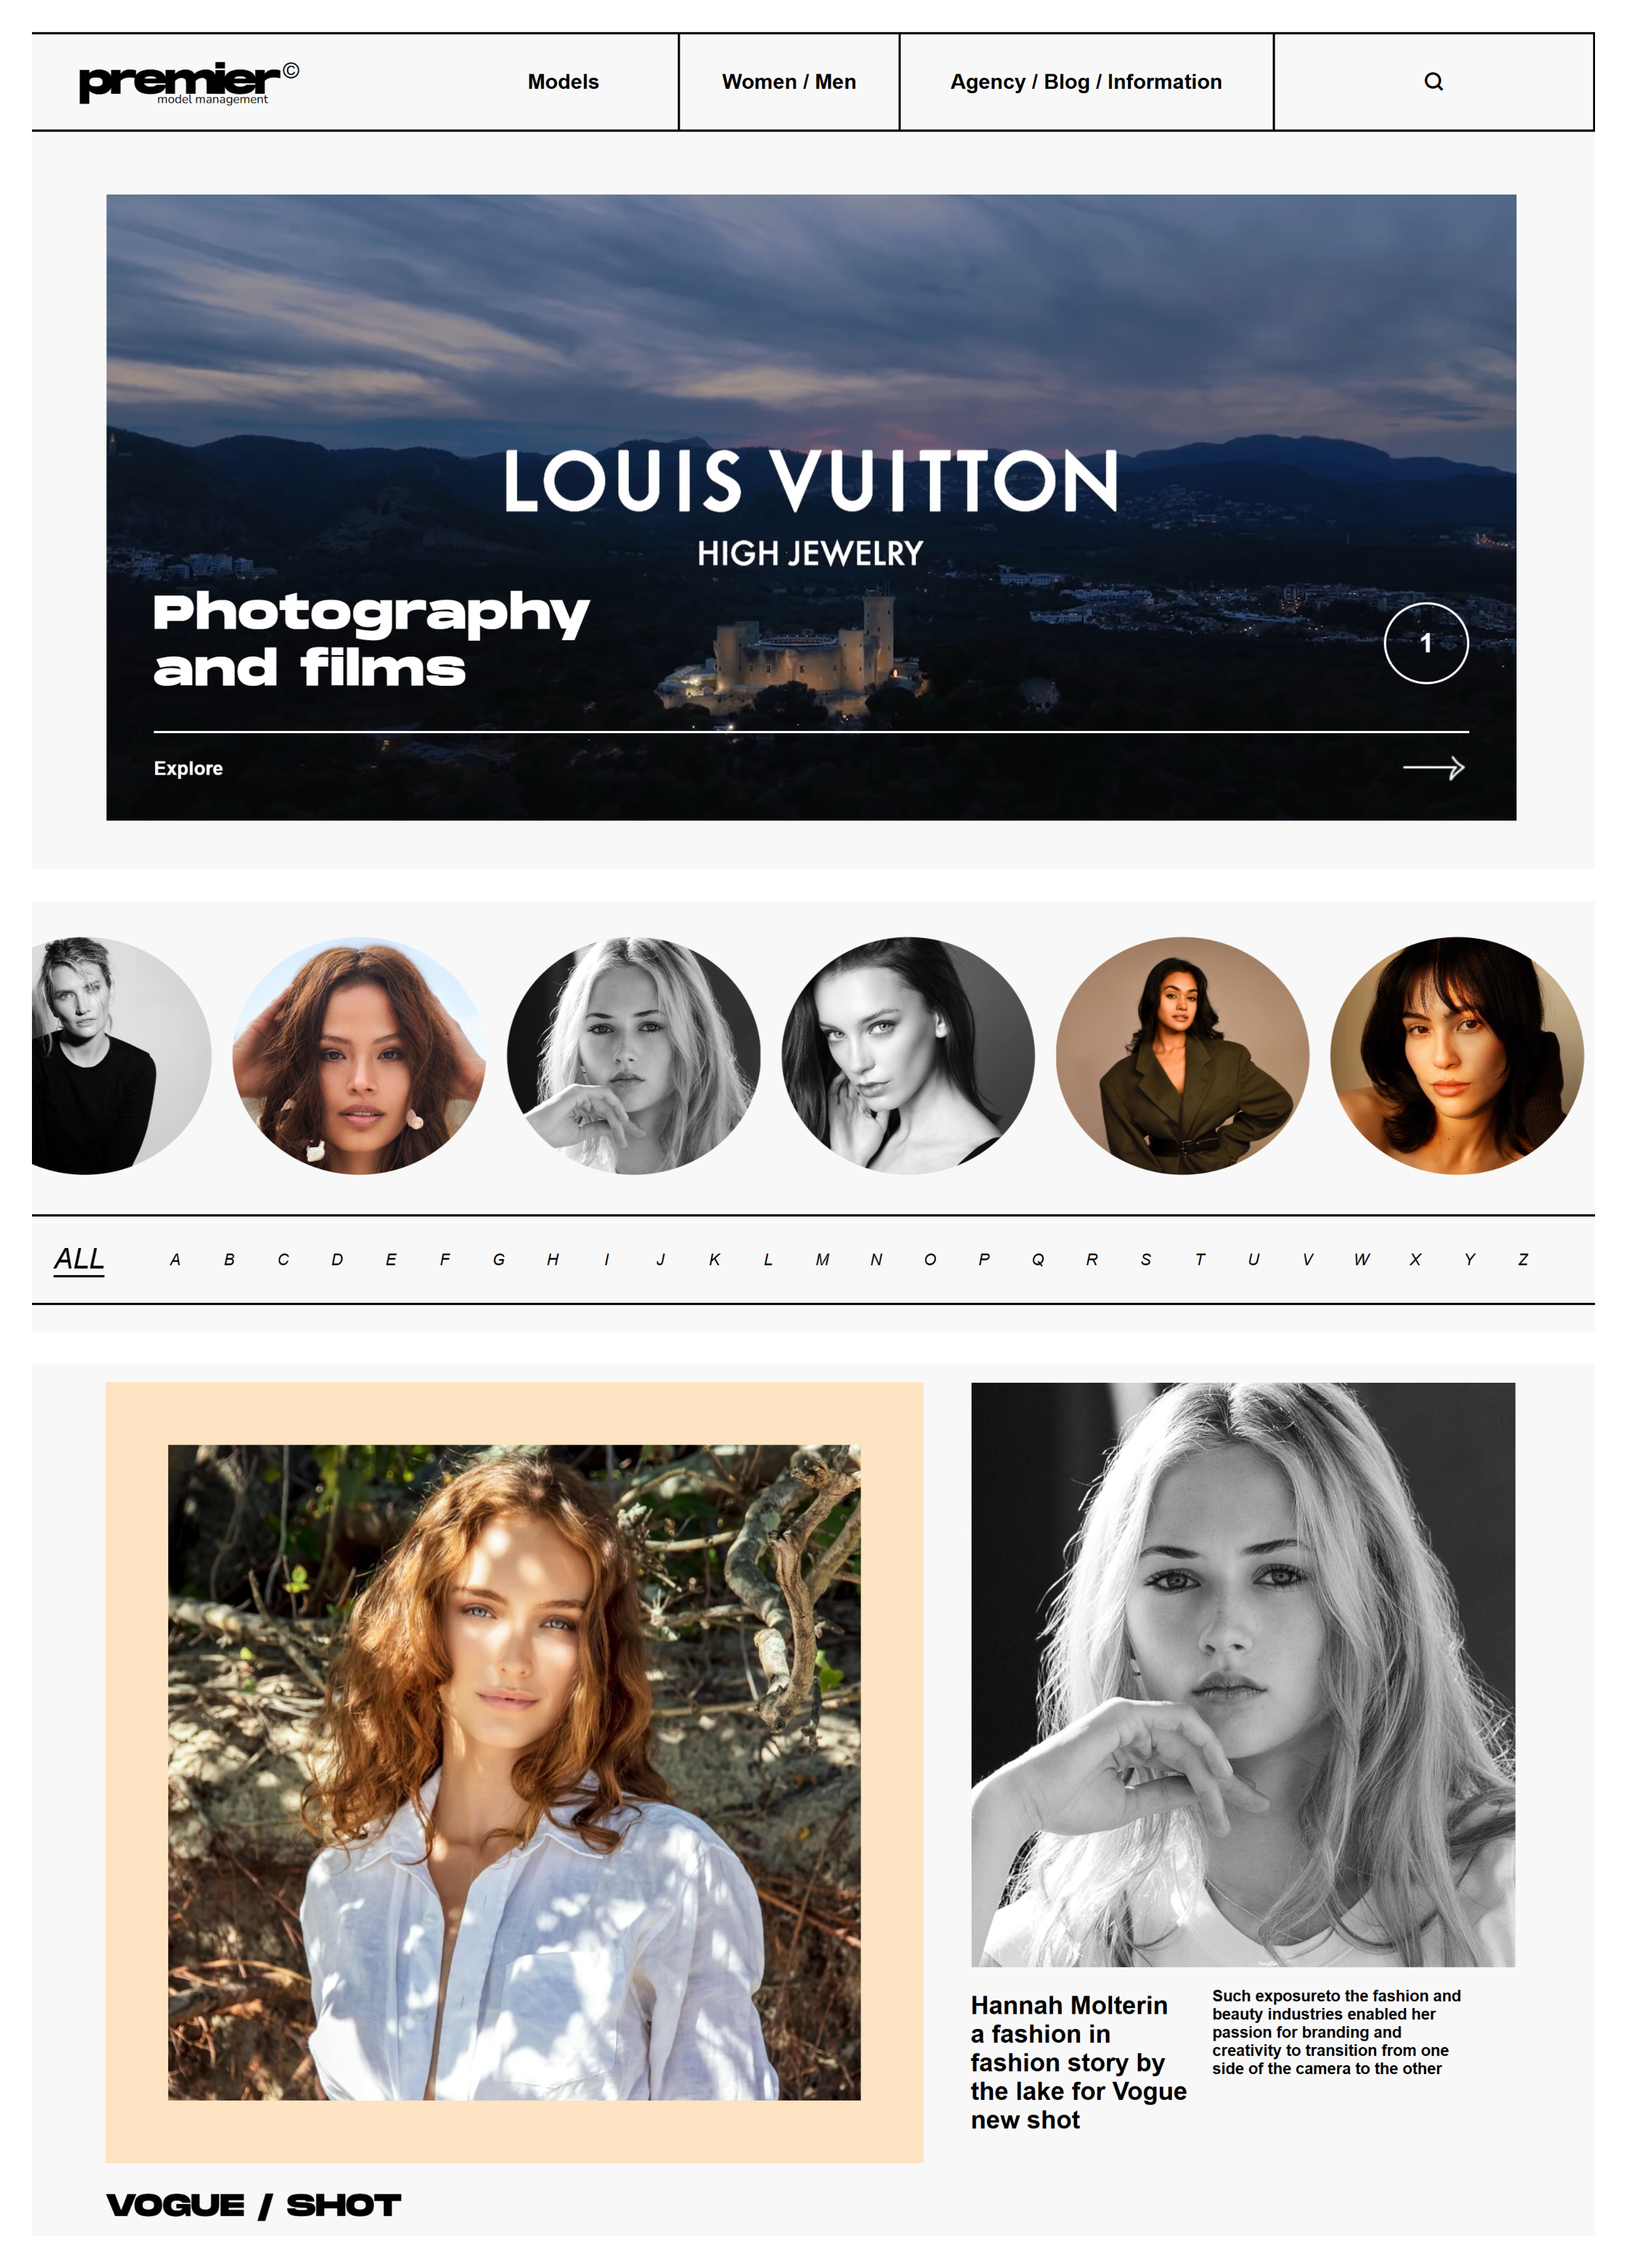 premier©
model management
Models
Women / Men
Agency / Blog / Information
LOUIS VUITTON
HIGH JEWELRY
Photography
and films
1
Explore
ALL A B C D E F G H I J K L M N O P Q R S T U V W X Y Z
Hannah Molterin
a fashion in
fashion story by
the lake for Vogue
new shot
Such exposureto the fashion and
beauty industries enabled her
passion for branding and
creativity to transition from one
side of the camera to the other
VOGUE / SHOT